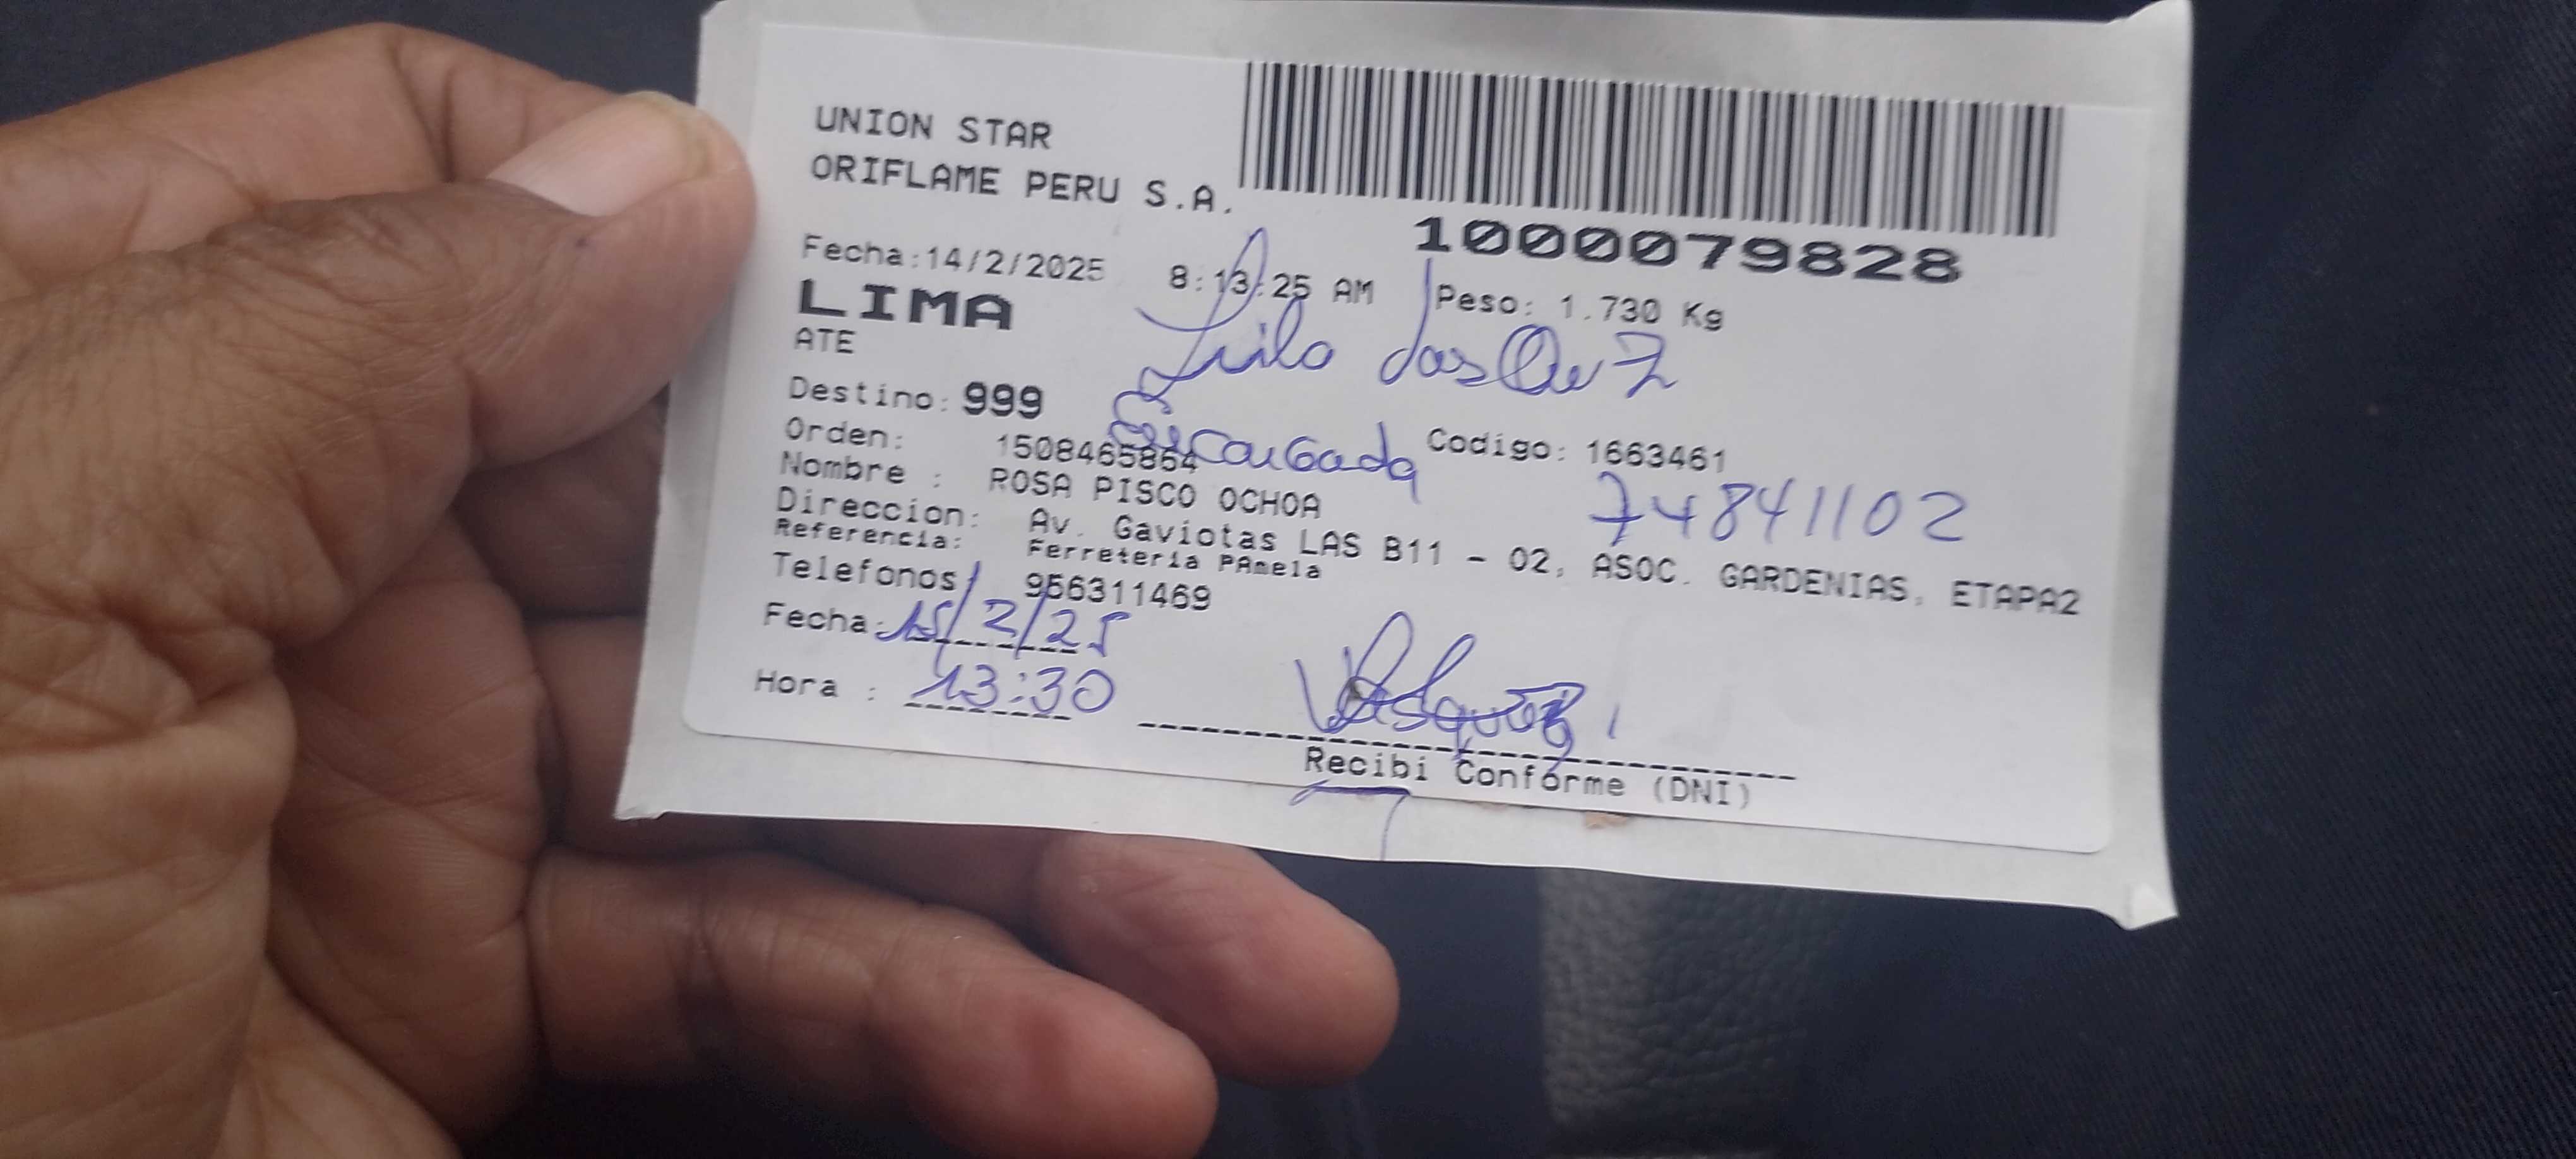 UNION STAR
ORIFLAME PERU S.A.
1000079828
Fecha:14/2/2025 8:13:25 AM Peso: 1.730 Kg
LIMA
ATE
Destino: 999
Orden: 1508465864 Codigo: 1663461
Encargada
Nombre : ROSA PISCO OCHOA
74841102
Direccion: Av. Gaviotas LAS B11 - 02, ASOC. GARDENIAS, ETAPA2
Referencia: Ferreteria PAmela
Telefonos 956311469
Fecha: 15/2/25
Hora : 13:30
Recibi Conforme (DNI)